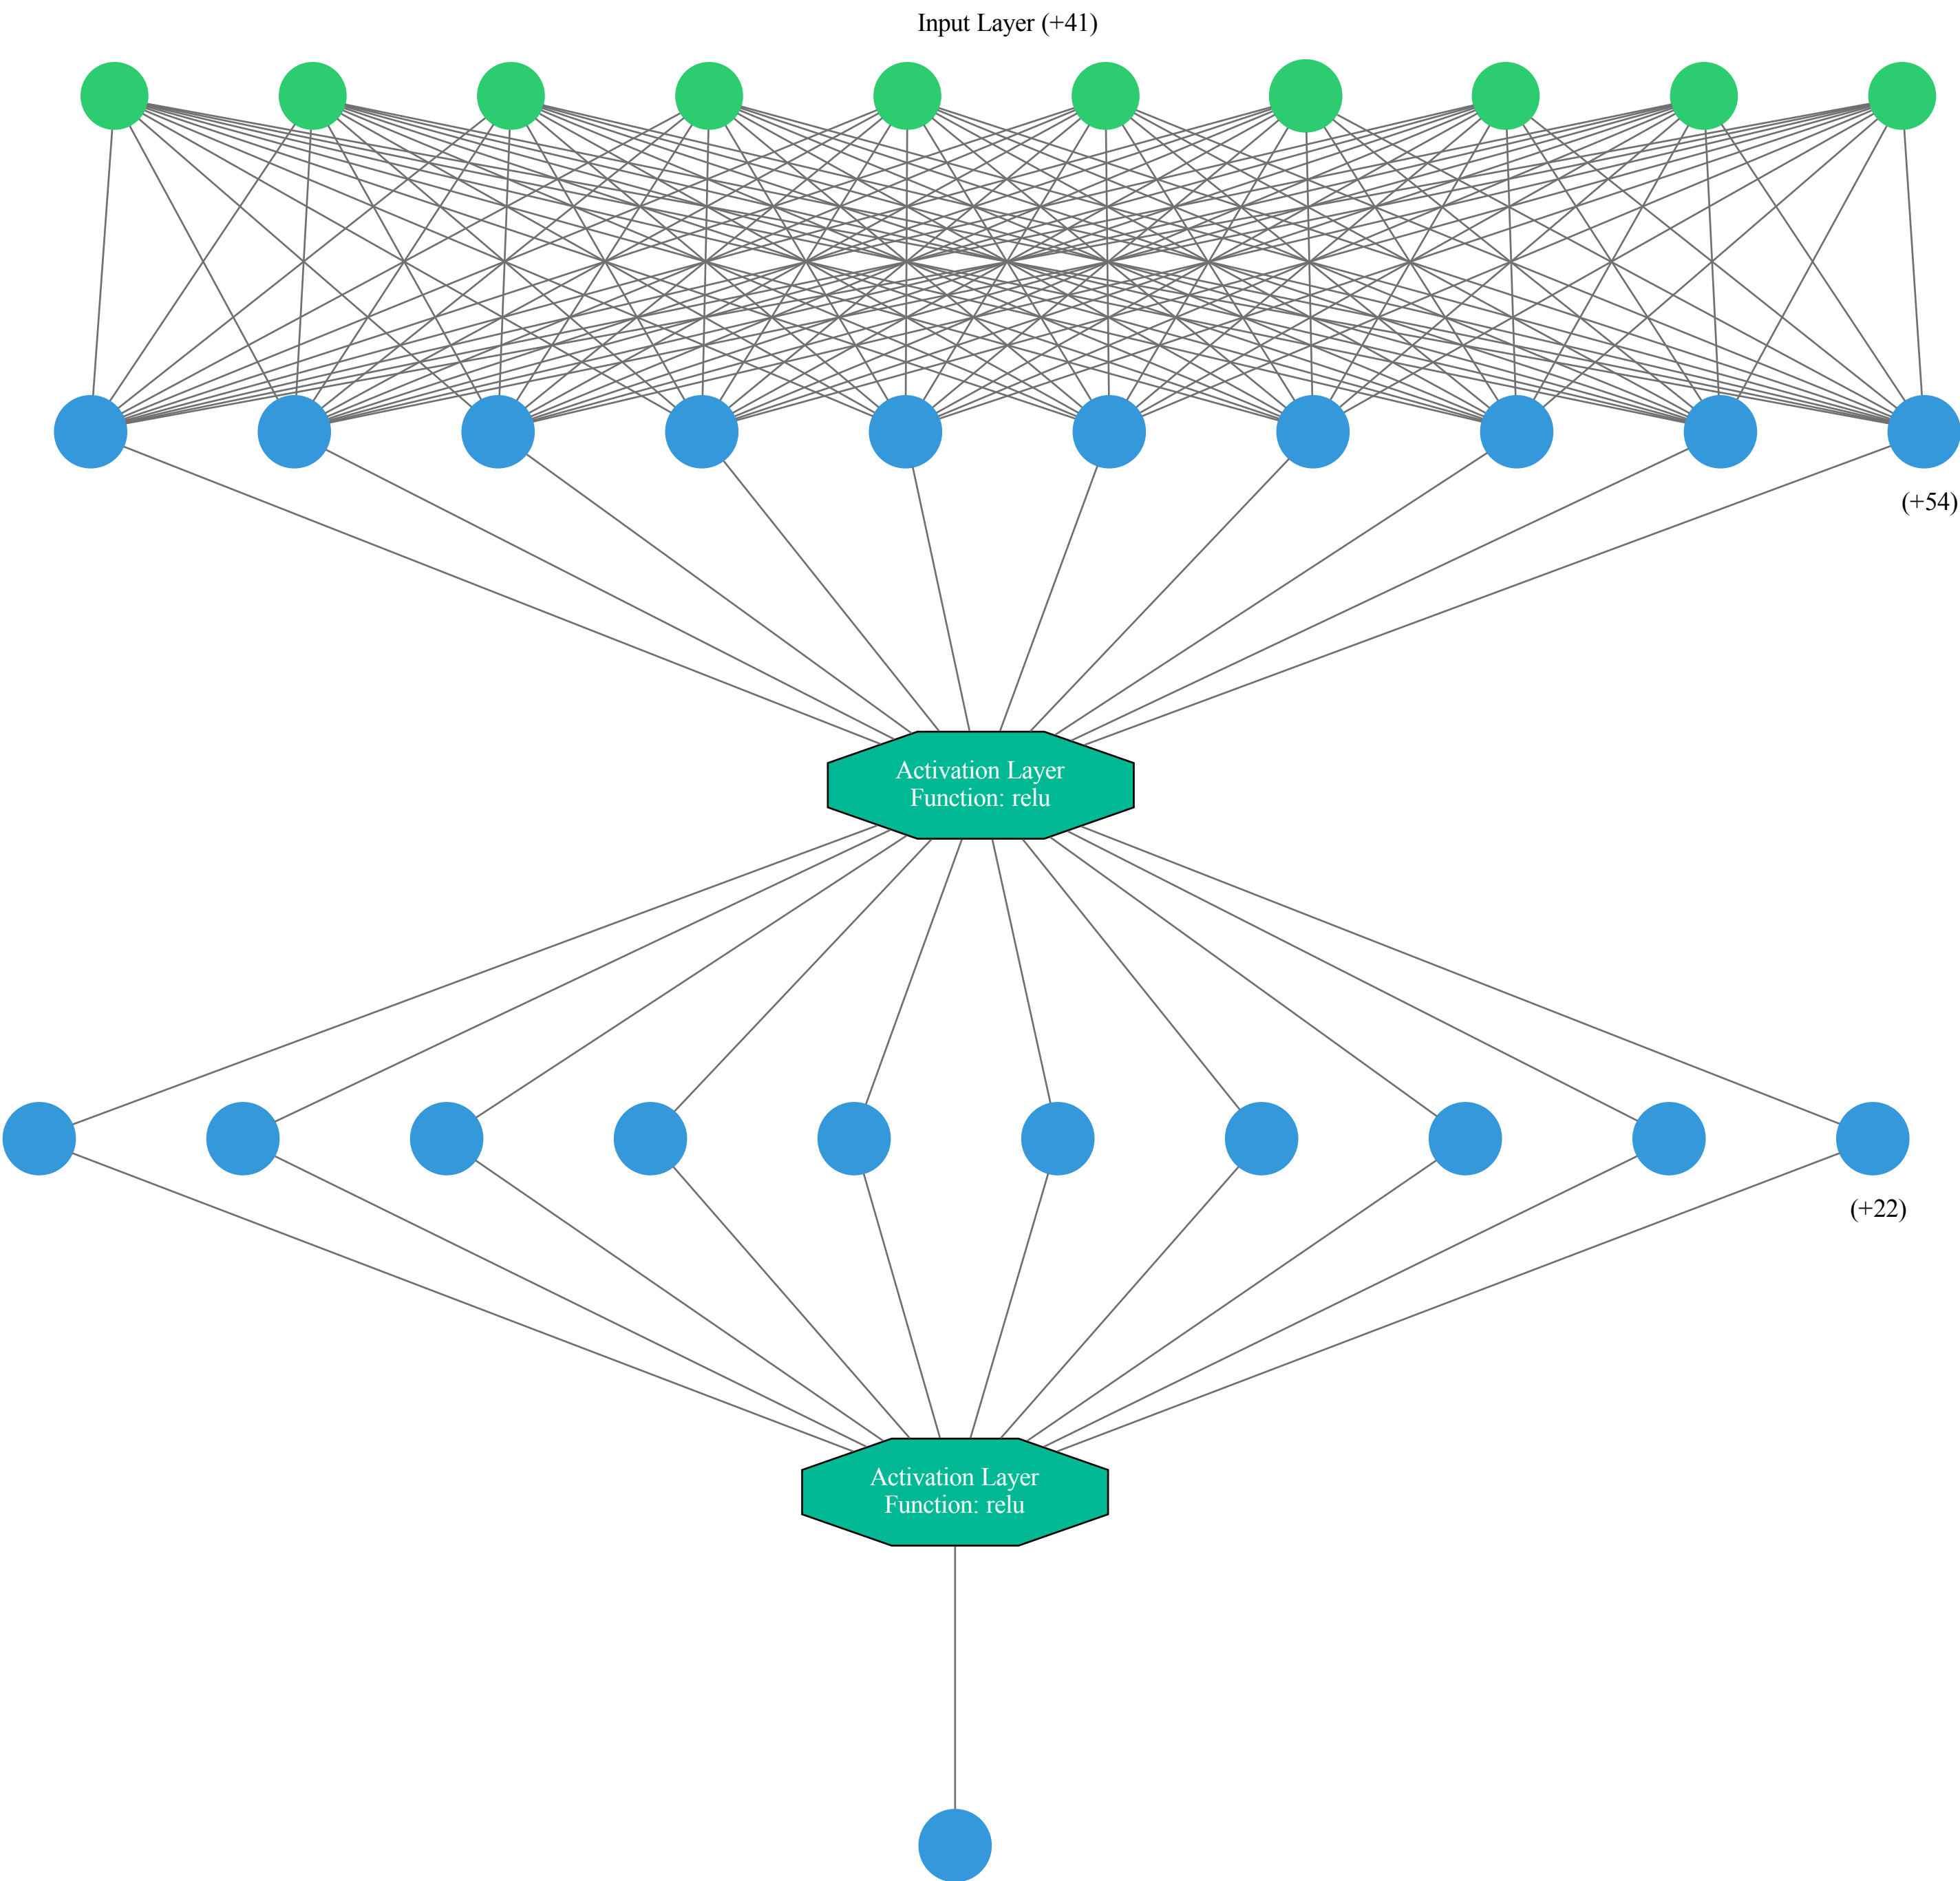 Input Layer (+41)
(+54)
Activation Layer
Function: relu
(+22)
Activation Layer
Function: relu